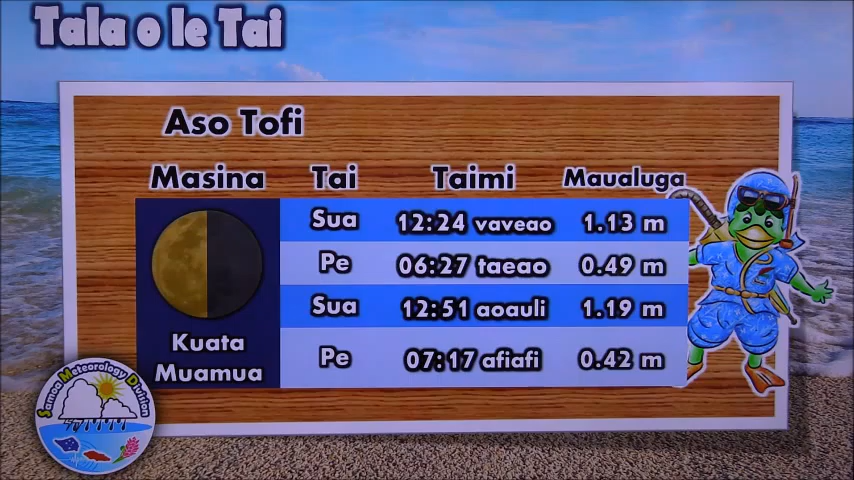 Tala o le Tai
Aso Tofi
Masina Tai Taimi Maualuga
Sua 12:24 vaveao 1.13 m
Pe 06:27 taeao 0.49 m
Sua 12:51 aoauli 1.19 m
Pe 07:17 afiafi 0.42 m
Kuata
Muamua
Samoa Meteorology Division